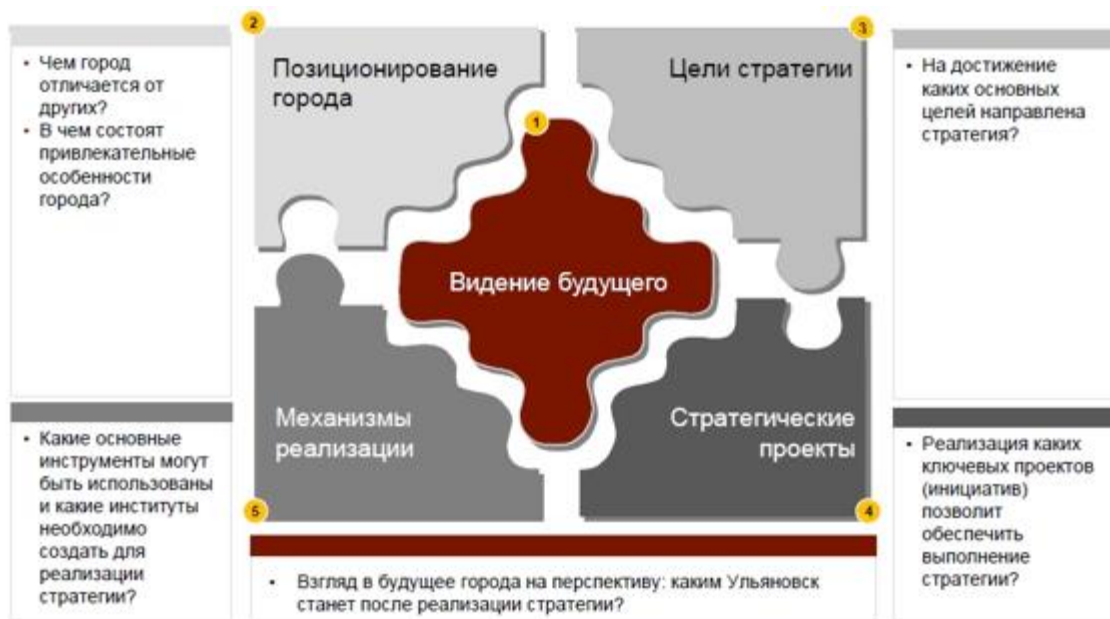 2
3
• Чем город
отличается от
других?
• В чем состоят
привлекательные
особенности
города?
Позиционирование
города
Цели стратегии
• На достижение
каких основных
целей направлена
стратегия?
1
Видение будущего
• Какие основные
инструменты могут
быть использованы
и какие институты
необходимо
создать для
реализации
стратегии?
Механизмы
реализации
Стратегические
проекты
• Реализация каких
ключевых проектов
(инициатив)
позволит
обеспечить
выполнение
стратегии?
5
4
• Взгляд в будущее города на перспективу: каким Ульяновск
станет после реализации стратегии?